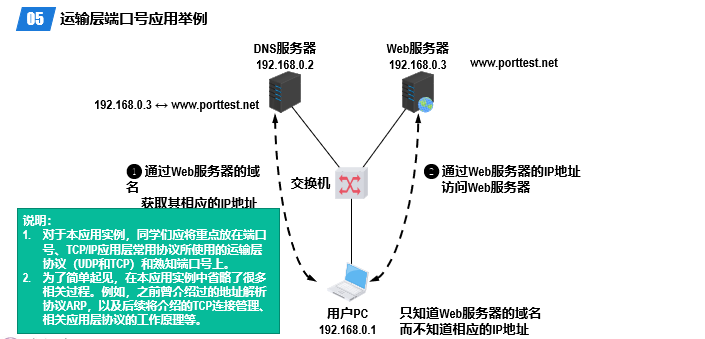 05 运输层端口号应用举例
DNS服务器
192.168.0.2
Web服务器
192.168.0.3
www.porttest.net
192.168.0.3 ↔ www.porttest.net
❶ 通过Web服务器的域
名
获取其相应的IP地址
交换机
❷ 通过Web服务器的IP地址
访问Web服务器
说明：
1. 对于本应用实例，同学们应将重点放在端口
号、TCP/IP应用层常用协议所使用的运输层
协议（UDP和TCP）和熟知端口号上。
2. 为了简单起见，在本应用实例中省略了很多
相关过程。例如，之前曾介绍过的地址解析
协议ARP，以及后续将介绍的TCP连接管理、
相关应用层协议的工作原理等。
用户PC
192.168.0.1
只知道Web服务器的域名
而不知道相应的IP地址